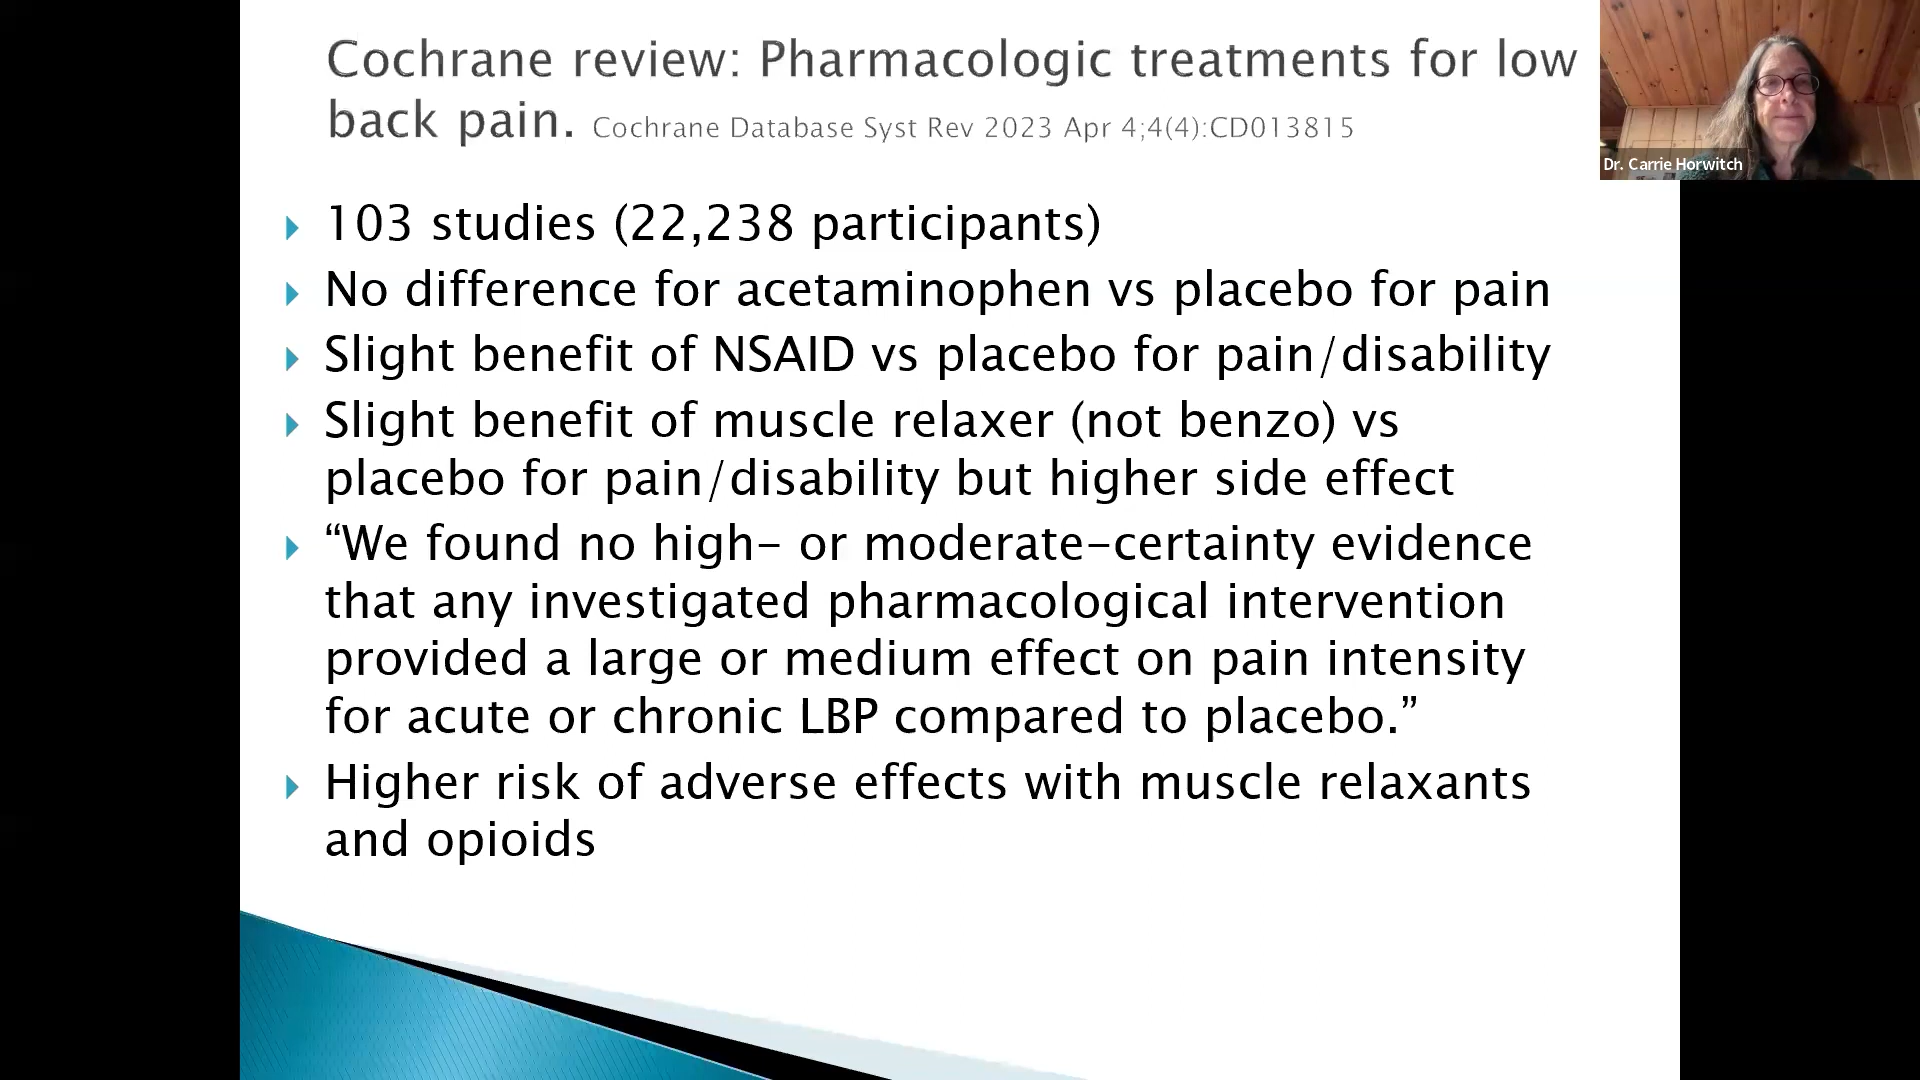 Cochrane review: Pharmacologic treatments for low
back pain. Cochrane Database Syst Rev 2023 Apr 4;4(4):CD013815
Dr. Carrie Horwitch
103 studies (22,238 participants)
No difference for acetaminophen vs placebo for pain
Slight benefit of NSAID vs placebo for pain/disability
Slight benefit of muscle relaxer (not benzo) vs
placebo for pain/disability but higher side effect
“We found no high- or moderate-certainty evidence
that any investigated pharmacological intervention
provided a large or medium effect on pain intensity
for acute or chronic LBP compared to placebo.”
Higher risk of adverse effects with muscle relaxants
and opioids